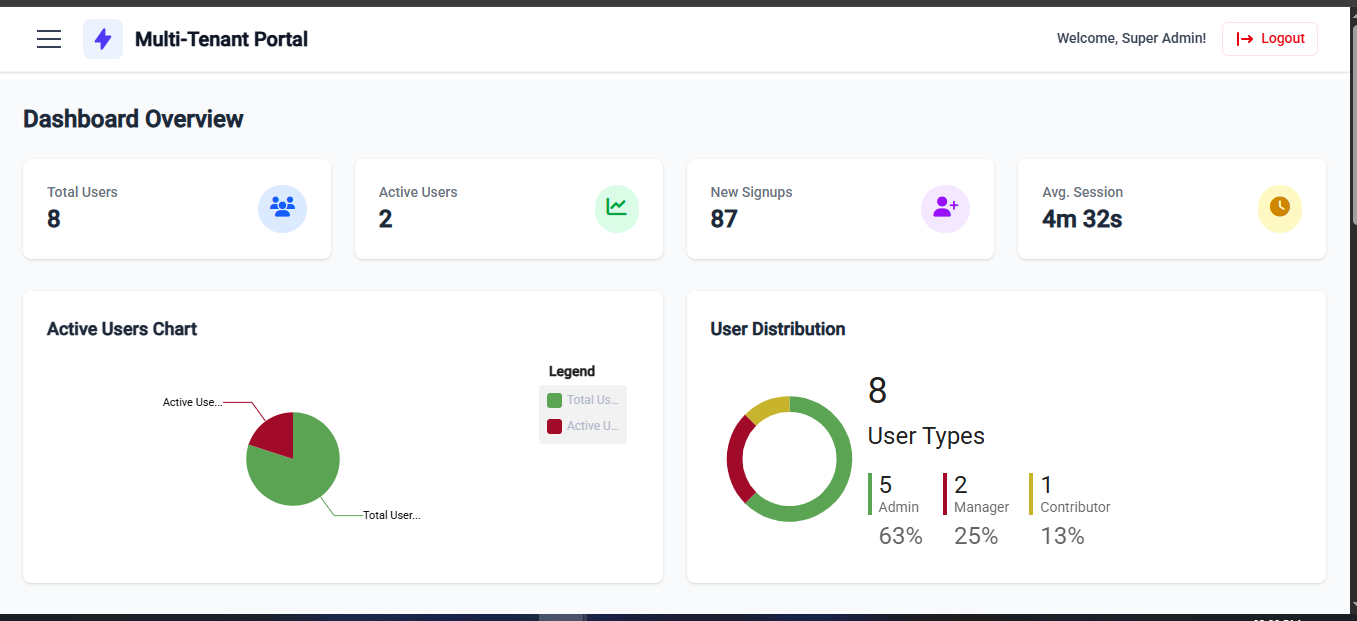 Multi-Tenant Portal
Welcome, Super Admin!
Logout
Dashboard Overview
Total Users
8
Active Users
2
New Signups
87
Avg. Session
4m 32s
Active Users Chart
Legend
Total Us...
Active U...
Active Use...
Total User...
User Distribution
8
User Types
5
Admin
63%
2
Manager
25%
1
Contributor
13%